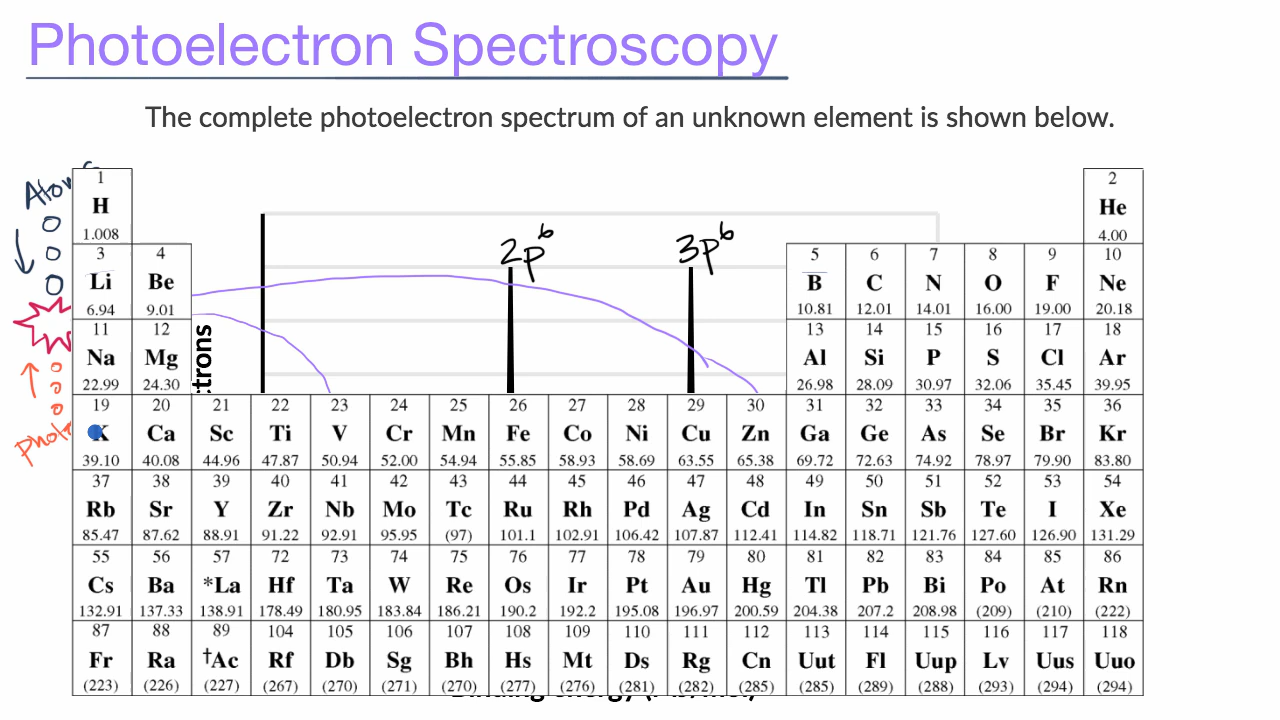 Photoelectron Spectroscopy
The complete photoelectron spectrum of an unknown element is shown below.
2p⁶ 3p⁶
1 2
H He
1.008 4.00
3 4 5 6 7 8 9 10
Li Be B C N O F Ne
6.94 9.01 10.81 12.01 14.01 16.00 19.00 20.18
11 12 13 14 15 16 17 18
Na Mg Al Si P S Cl Ar
22.99 24.30 26.98 28.09 30.97 32.06 35.45 39.95
19 20 21 22 23 24 25 26 27 28 29 30 31 32 33 34 35 36
K Ca Sc Ti V Cr Mn Fe Co Ni Cu Zn Ga Ge As Se Br Kr
39.10 40.08 44.96 47.87 50.94 52.00 54.94 55.85 58.93 58.69 63.55 65.38 69.72 72.63 74.92 78.97 79.90 83.80
37 38 39 40 41 42 43 44 45 46 47 48 49 50 51 52 53 54
Rb Sr Y Zr Nb Mo Tc Ru Rh Pd Ag Cd In Sn Sb Te I Xe
85.47 87.62 88.91 91.22 92.91 95.95 (97) 101.1 102.91 106.42 107.87 112.41 114.82 118.71 121.76 127.60 126.90 131.29
55 56 57 72 73 74 75 76 77 78 79 80 81 82 83 84 85 86
Cs Ba *La Hf Ta W Re Os Ir Pt Au Hg Tl Pb Bi Po At Rn
132.91 137.33 138.91 178.49 180.95 183.84 186.21 190.2 192.2 195.08 196.97 200.59 204.38 207.2 208.98 (209) (210) (222)
87 88 89 104 105 106 107 108 109 110 111 112 113 114 115 116 117 118
Fr Ra †Ac Rf Db Sg Bh Hs Mt Ds Rg Cn Uut Fl Uup Lv Uus Uuo
(223) (226) (227) (267) (270) (271) (270) (277) (276) (281) (282) (285) (285) (289) (288) (293) (294) (294)